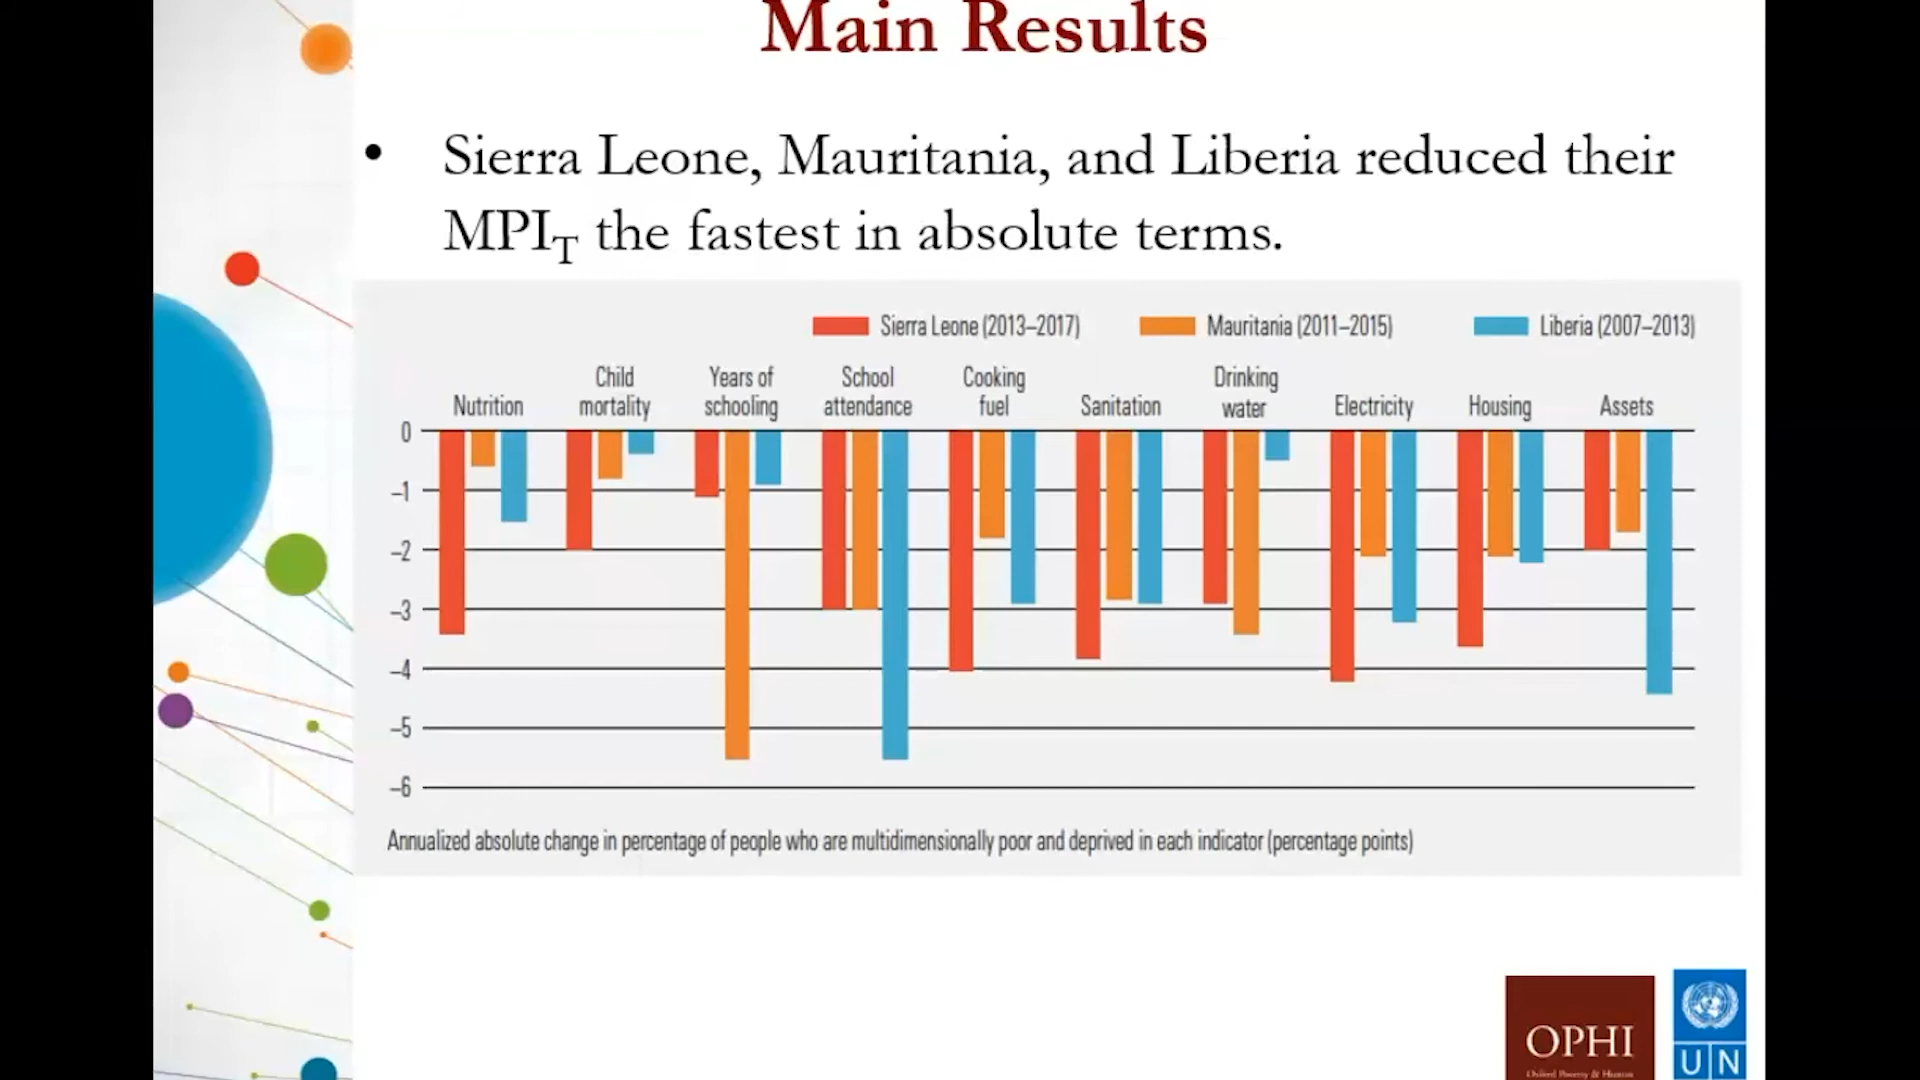 Main Results
• Sierra Leone, Mauritania, and Liberia reduced their
MPIT the fastest in absolute terms.
Sierra Leone (2013–2017) Mauritania (2011–2015) Liberia (2007–2013)
Nutrition
Child
mortality
Years of
schooling
School
attendance
Cooking
fuel
Sanitation
Drinking
water
Electricity
Housing
Assets
0
–1
–2
–3
–4
–5
–6
Annualized absolute change in percentage of people who are multidimensionally poor and deprived in each indicator (percentage points)
OPHI
Oxford Poverty & Human
UN